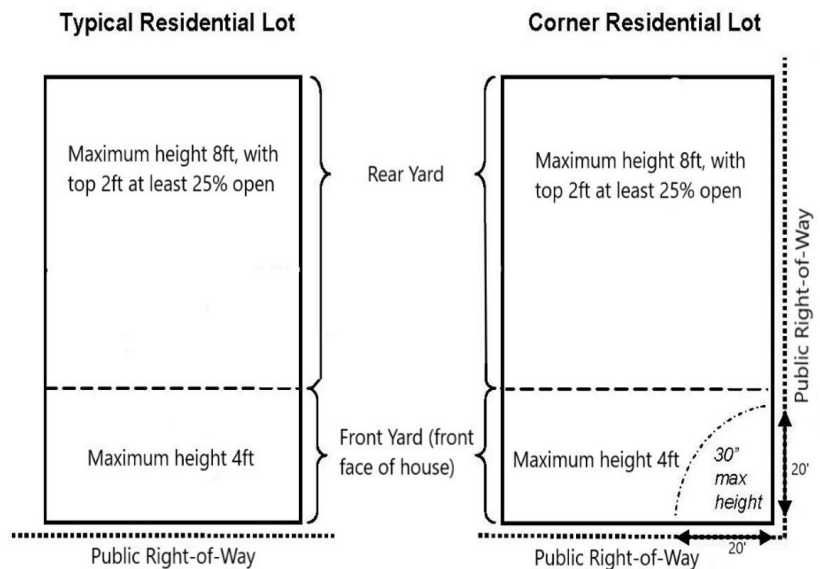 Typical Residential Lot
Maximum height 8ft, with
top 2ft at least 25% open
Rear Yard
Maximum height 4ft
Front Yard (front
face of house)
Public Right-of-Way
Corner Residential Lot
Maximum height 8ft, with
top 2ft at least 25% open
Maximum height 4ft
30”
max
height
20'
20'
Public Right-of-Way
Public Right-of-Way